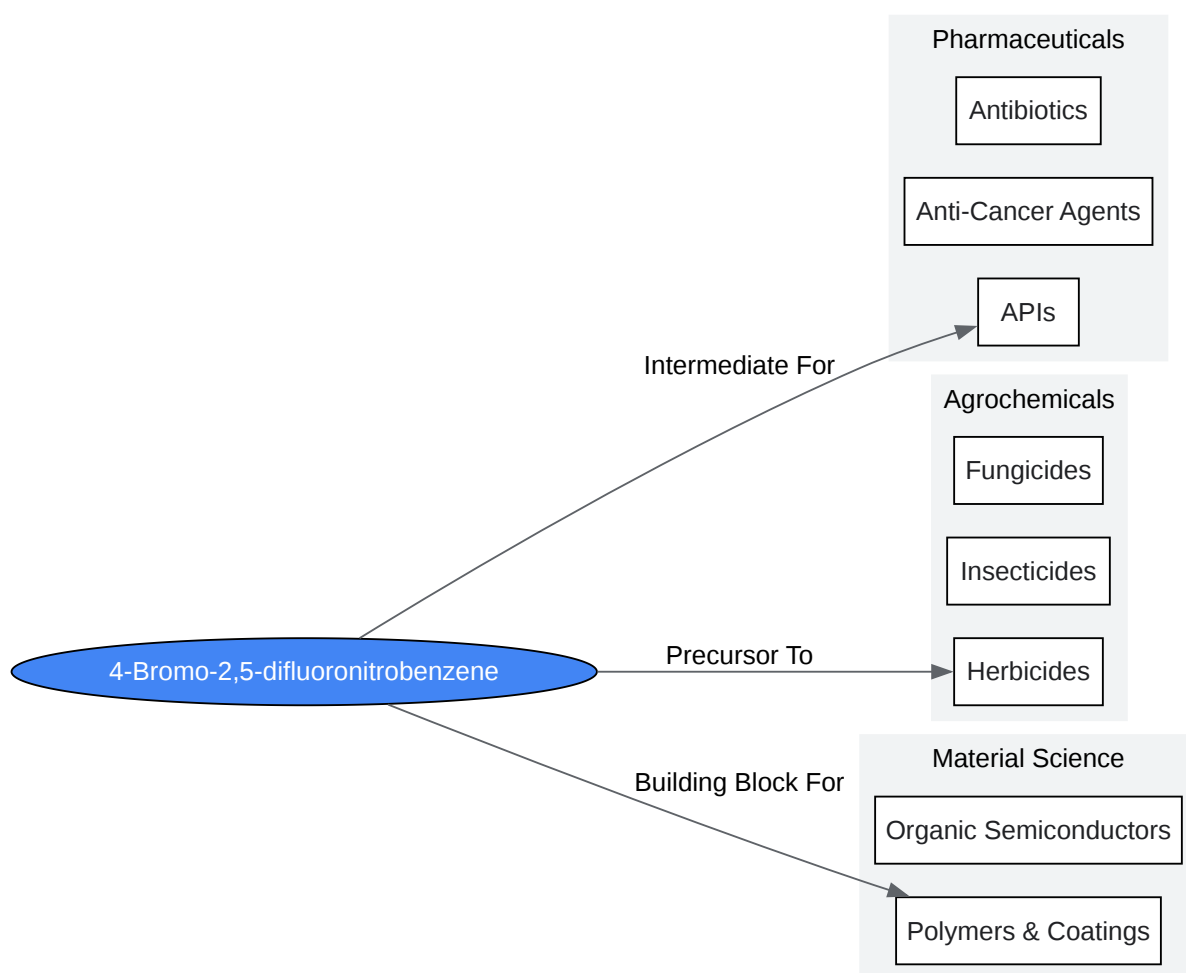 Pharmaceuticals
Antibiotics
Anti-Cancer Agents
APIs
Intermediate For
Agrochemicals
Fungicides
Insecticides
Precursor To
4-Bromo-2,5-difluoronitrobenzene
Herbicides
Material Science
Building Block For
Organic Semiconductors
Polymers & Coatings